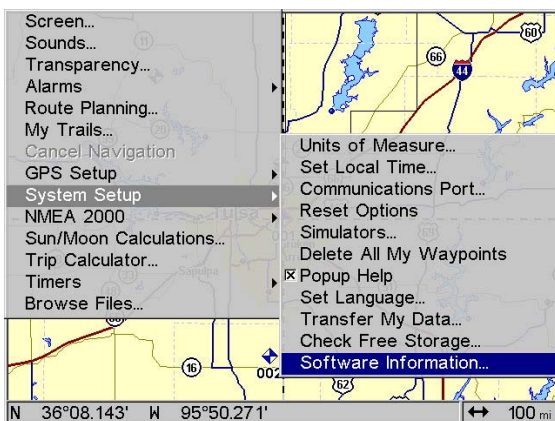 Screen...
Sounds...
Transparency...
Alarms
Route Planning...
My Trails...
Cancel Navigation
GPS Setup
System Setup
NMEA 2000
Sun/Moon Calculations...
Trip Calculator...
Timers
Browse Files...
Units of Measure...
Set Local Time...
Communications Port...
Reset Options
Simulators...
Delete All My Waypoints
Popup Help
Set Language...
Transfer My Data...
Check Free Storage...
Software Information...
60
66
44
Tulsa
Sapulpa
16
002
62
N 36°08.143' W 95°50.271'
100 mi